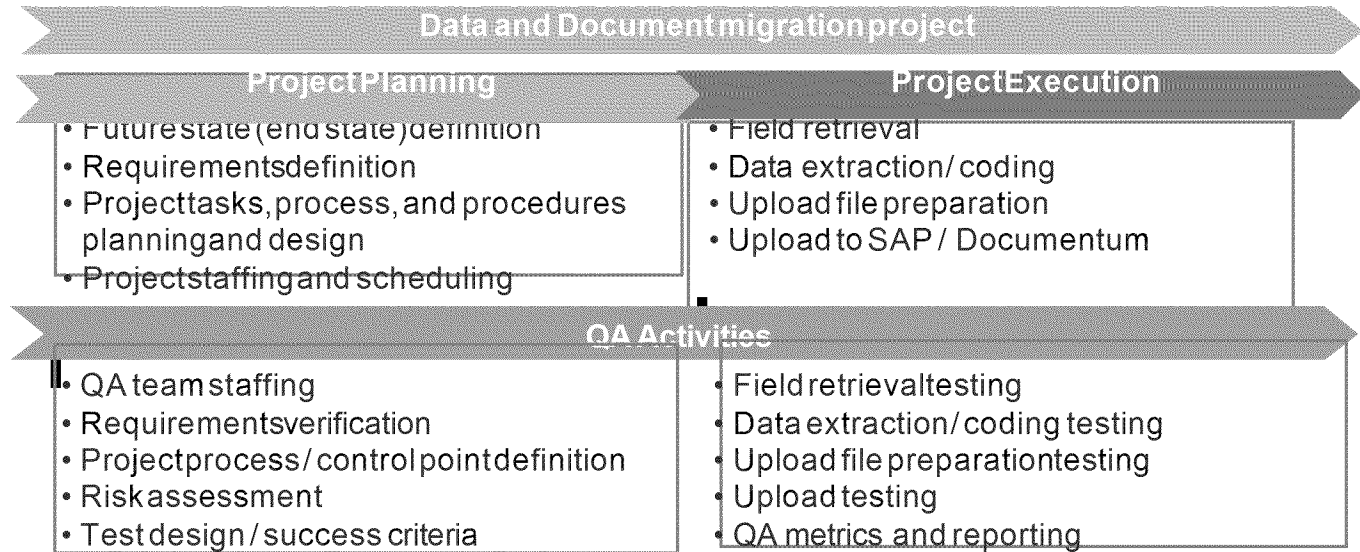 Data and Document migration project
Project Planning
Project Execution
• Future state (end state) definition
• Requirements definition
• Project tasks, process, and procedures
planning and design
• Project staffing and scheduling
• Field retrieval
• Data extraction / coding
• Upload file preparation
• Upload to SAP / Documentum
QA Activities
• QA team staffing
• Requirements verification
• Project process / control point definition
• Risk assessment
• Test design / success criteria
• Field retrieval testing
• Data extraction / coding testing
• Upload file preparation testing
• Upload testing
• QA metrics and reporting